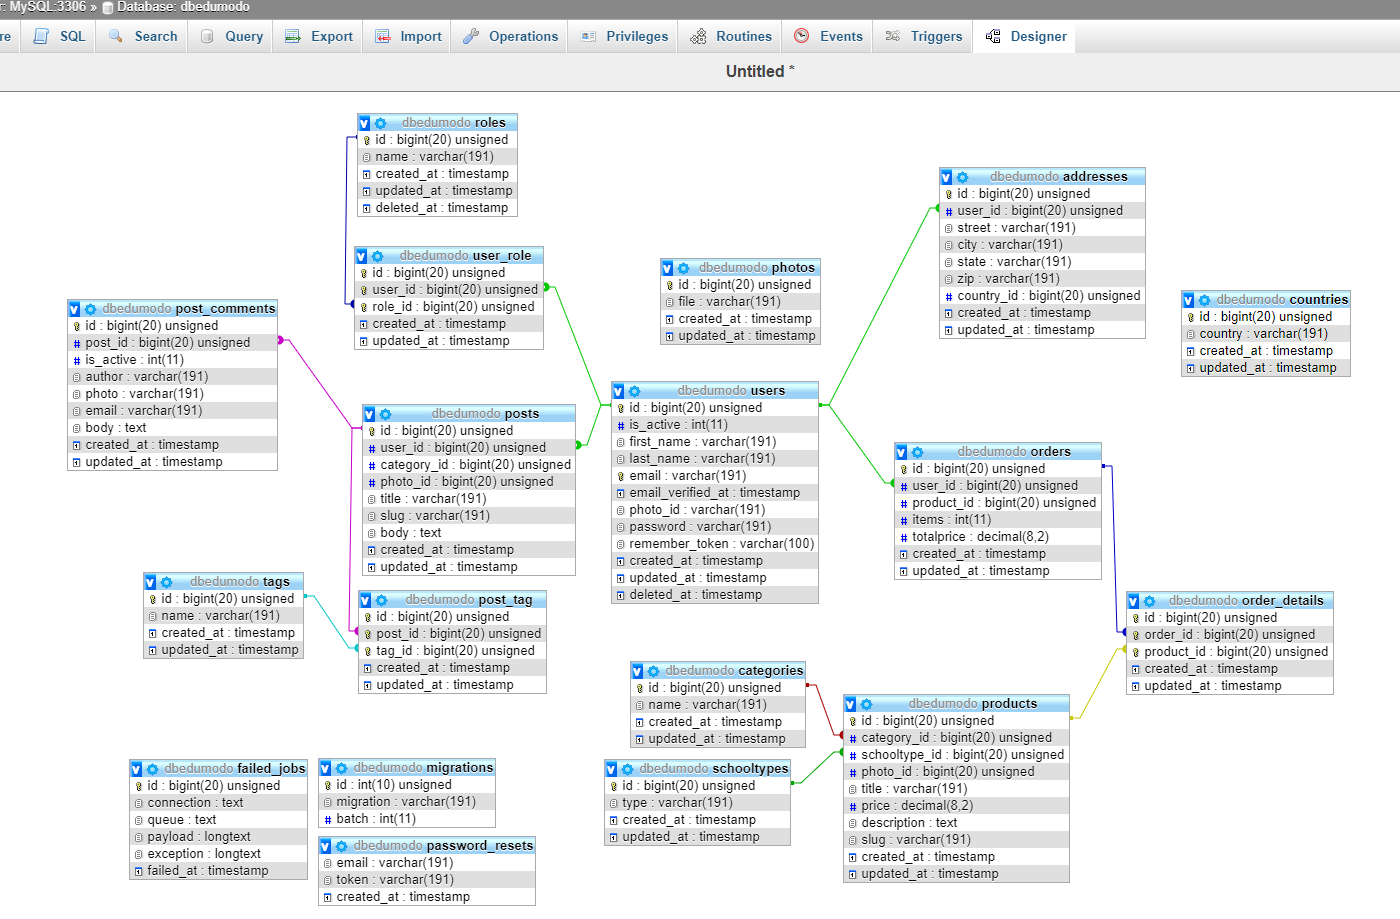 r: MySQL:3306 » Database: dbedumodo
re SQL Search Query Export Import Operations Privileges Routines Events Triggers Designer
Untitled *
dbedumodo roles
id : bigint(20) unsigned
name : varchar(191)
created_at : timestamp
updated_at : timestamp
deleted_at : timestamp
dbedumodo addresses
id : bigint(20) unsigned
user_id : bigint(20) unsigned
street : varchar(191)
city : varchar(191)
state : varchar(191)
zip : varchar(191)
country_id : bigint(20) unsigned
created_at : timestamp
updated_at : timestamp
dbedumodo user_role
id : bigint(20) unsigned
user_id : bigint(20) unsigned
role_id : bigint(20) unsigned
created_at : timestamp
updated_at : timestamp
dbedumodo photos
id : bigint(20) unsigned
file : varchar(191)
created_at : timestamp
updated_at : timestamp
dbedumodo countries
id : bigint(20) unsigned
country : varchar(191)
created_at : timestamp
updated_at : timestamp
dbedumodo post_comments
id : bigint(20) unsigned
post_id : bigint(20) unsigned
is_active : int(11)
author : varchar(191)
photo : varchar(191)
email : varchar(191)
body : text
created_at : timestamp
updated_at : timestamp
dbedumodo posts
id : bigint(20) unsigned
user_id : bigint(20) unsigned
category_id : bigint(20) unsigned
photo_id : bigint(20) unsigned
title : varchar(191)
slug : varchar(191)
body : text
created_at : timestamp
updated_at : timestamp
dbedumodo users
id : bigint(20) unsigned
is_active : int(11)
first_name : varchar(191)
last_name : varchar(191)
email : varchar(191)
email_verified_at : timestamp
photo_id : varchar(191)
password : varchar(191)
remember_token : varchar(100)
created_at : timestamp
updated_at : timestamp
deleted_at : timestamp
dbedumodo orders
id : bigint(20) unsigned
user_id : bigint(20) unsigned
product_id : bigint(20) unsigned
items : int(11)
totalprice : decimal(8,2)
created_at : timestamp
updated_at : timestamp
dbedumodo tags
id : bigint(20) unsigned
name : varchar(191)
created_at : timestamp
updated_at : timestamp
dbedumodo post_tag
id : bigint(20) unsigned
post_id : bigint(20) unsigned
tag_id : bigint(20) unsigned
created_at : timestamp
updated_at : timestamp
dbedumodo order_details
id : bigint(20) unsigned
order_id : bigint(20) unsigned
product_id : bigint(20) unsigned
created_at : timestamp
updated_at : timestamp
dbedumodo categories
id : bigint(20) unsigned
name : varchar(191)
created_at : timestamp
updated_at : timestamp
dbedumodo products
id : bigint(20) unsigned
category_id : bigint(20) unsigned
schooltype_id : bigint(20) unsigned
photo_id : bigint(20) unsigned
title : varchar(191)
price : decimal(8,2)
description : text
slug : varchar(191)
created_at : timestamp
updated_at : timestamp
dbedumodo failed_jobs
id : bigint(20) unsigned
connection : text
queue : text
payload : longtext
exception : longtext
failed_at : timestamp
dbedumodo migrations
id : int(10) unsigned
migration : varchar(191)
batch : int(11)
dbedumodo schooltypes
id : bigint(20) unsigned
type : varchar(191)
created_at : timestamp
updated_at : timestamp
dbedumodo password_resets
email : varchar(191)
token : varchar(191)
created_at : timestamp